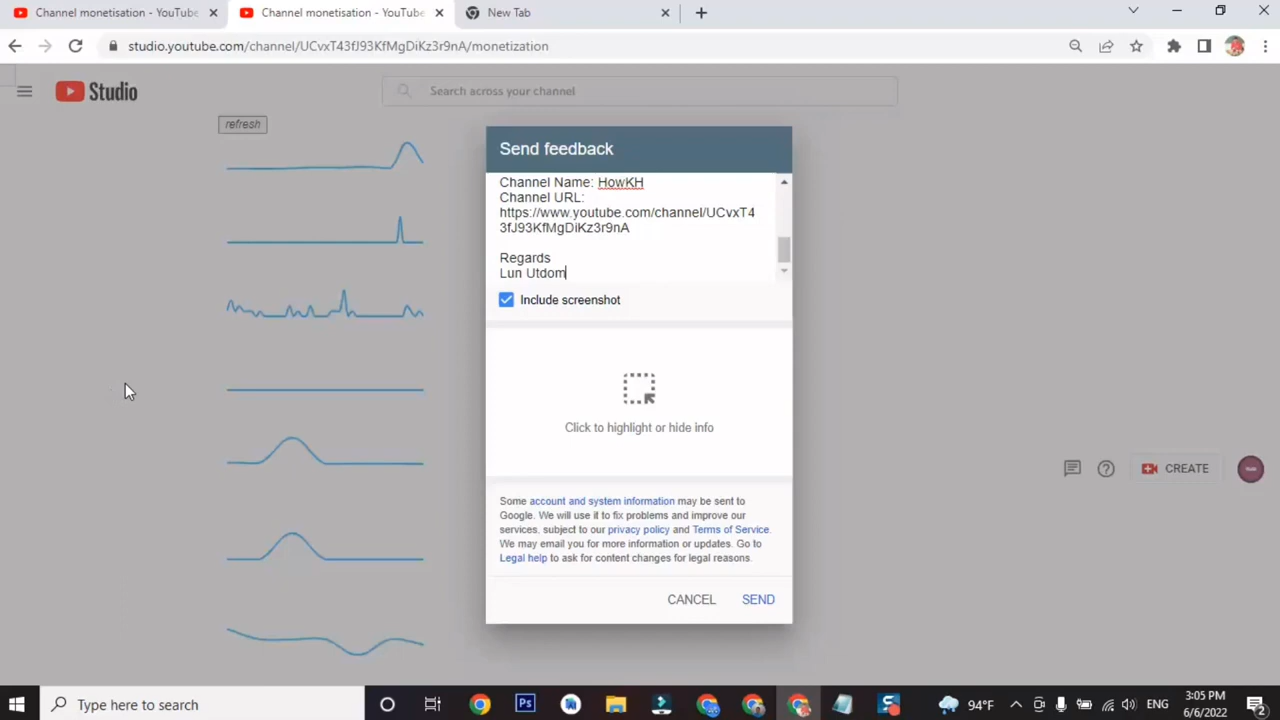 Channel monetisation - YouTube
Channel monetisation - YouTube
New Tab
studio.youtube.com/channel/UCvxT43fJ93KfMgDiKz3r9nA/monetization
Studio
Search across your channel
refresh
Send feedback
Channel Name: HowKH
Channel URL:
https://www.youtube.com/channel/UCvxT4
3fJ93KfMgDiKz3r9nA
Regards
Lun Utdom
Include screenshot
Click to highlight or hide info
CREATE
Some account and system information may be sent to
Google. We will use it to fix problems and improve our
services, subject to our privacy policy and Terms of Service.
We may email you for more information or updates. Go to
Legal help to ask for content changes for legal reasons.
CANCEL SEND
Type here to search
Ps
94°F
ENG
3:05 PM
6/6/2022
2